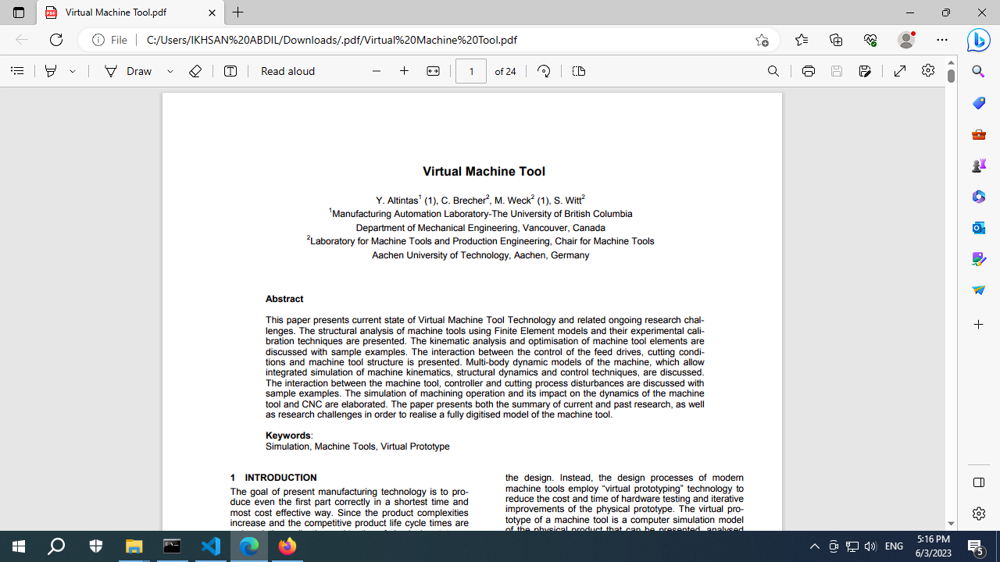 Virtual Machine Tool.pdf
File
C:/Users/IKHSAN%20ABDIL/Downloads/.pdf/Virtual%20Machine%20Tool.pdf
Draw
Read aloud
1
of 24
Virtual Machine Tool
Y. Altintas1 (1), C. Brecher2, M. Weck2 (1), S. Witt2
1Manufacturing Automation Laboratory-The University of British Columbia
Department of Mechanical Engineering, Vancouver, Canada
2Laboratory for Machine Tools and Production Engineering, Chair for Machine Tools
Aachen University of Technology, Aachen, Germany
Abstract
This paper presents current state of Virtual Machine Tool Technology and related ongoing research chal-
lenges. The structural analysis of machine tools using Finite Element models and their experimental cali-
bration techniques are presented. The kinematic analysis and optimisation of machine tool elements are
discussed with sample examples. The interaction between the control of the feed drives, cutting condi-
tions and machine tool structure is presented. Multi-body dynamic models of the machine, which allow
integrated simulation of machine kinematics, structural dynamics and control techniques, are discussed.
The interaction between the machine tool, controller and cutting process disturbances are discussed with
sample examples. The simulation of machining operation and its impact on the dynamics of the machine
tool and CNC are elaborated. The paper presents both the summary of current and past research, as well
as research challenges in order to realise a fully digitised model of the machine tool.
Keywords:
Simulation, Machine Tools, Virtual Prototype
1 INTRODUCTION
The goal of present manufacturing technology is to pro-
duce even the first part correctly in a shortest time and
most cost effective way. Since the product complexities
increase and the competitive product life cycle times are
the design. Instead, the design processes of modern
machine tools employ “virtual prototyping” technology to
reduce the cost and time of hardware testing and iterative
improvements of the physical prototype. The virtual pro-
totype of a machine tool is a computer simulation model
of the physical product that can be presented, analysed
ENG
5:16 PM
6/3/2023
5